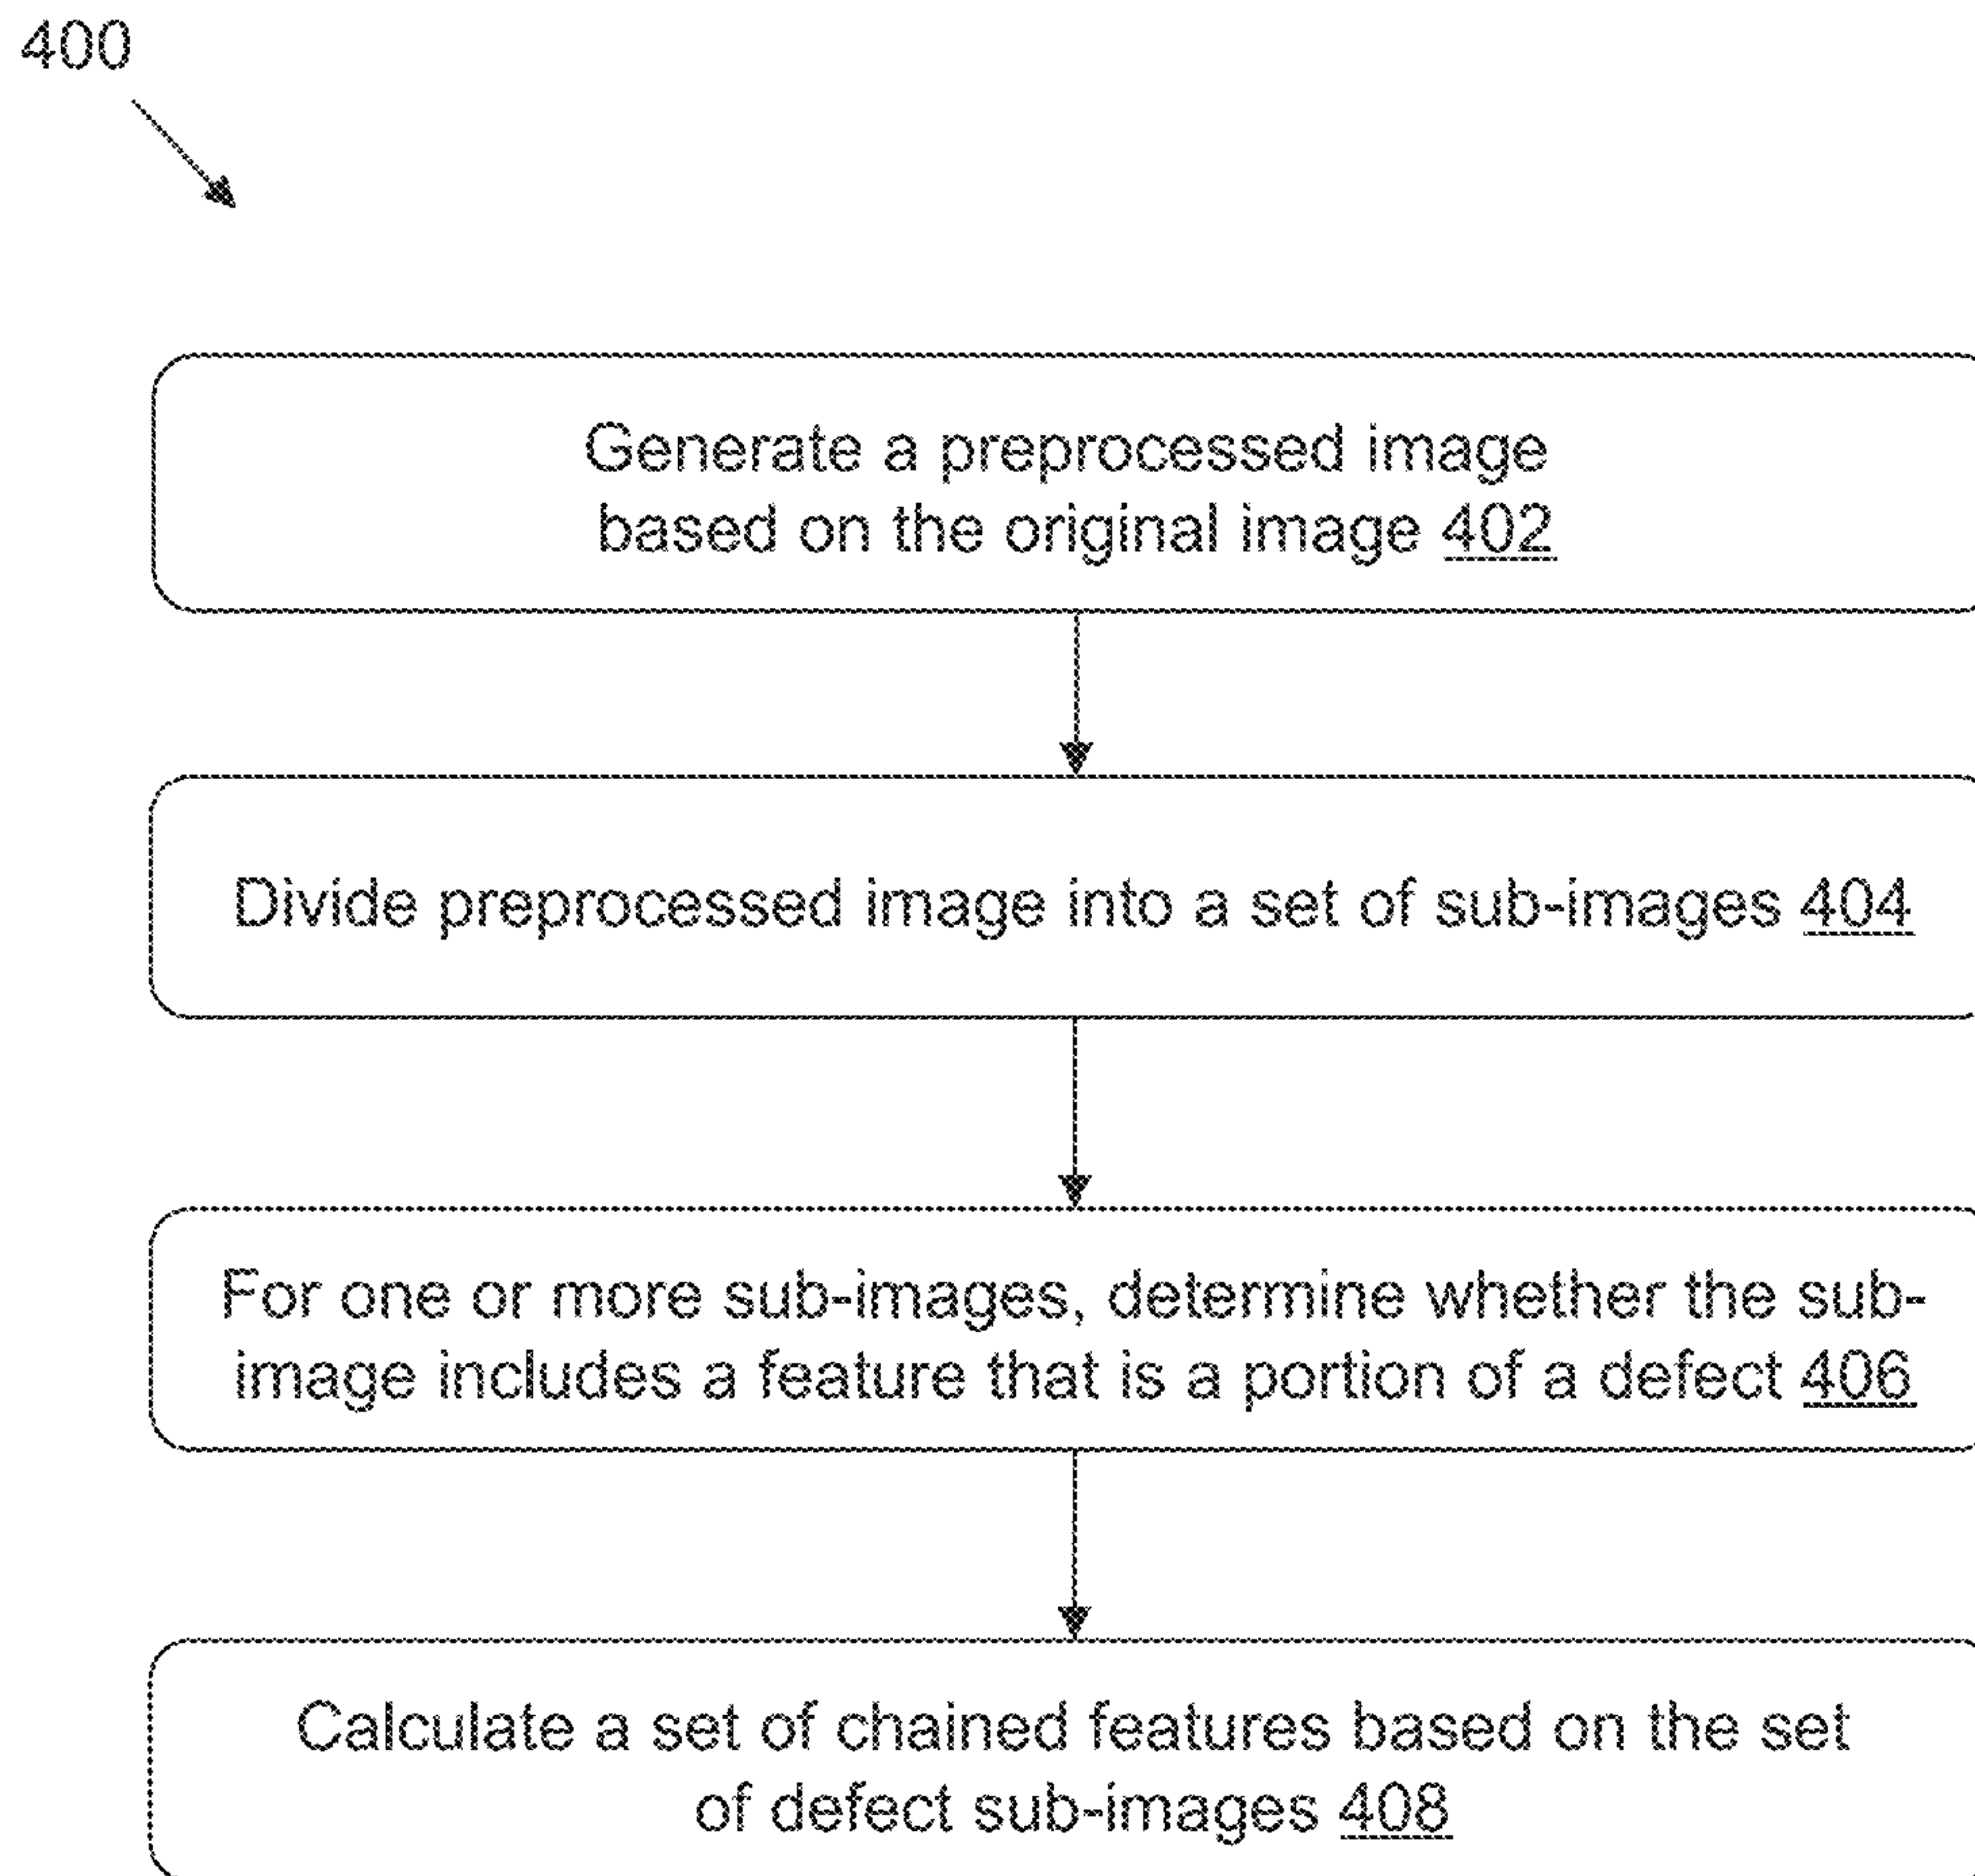 400
Generate a preprocessed image
based on the original image 402
Divide preprocessed image into a set of sub-images 404
For one or more sub-images, determine whether the sub-
image includes a feature that is a portion of a defect 406
Calculate a set of chained features based on the set
of defect sub-images 408